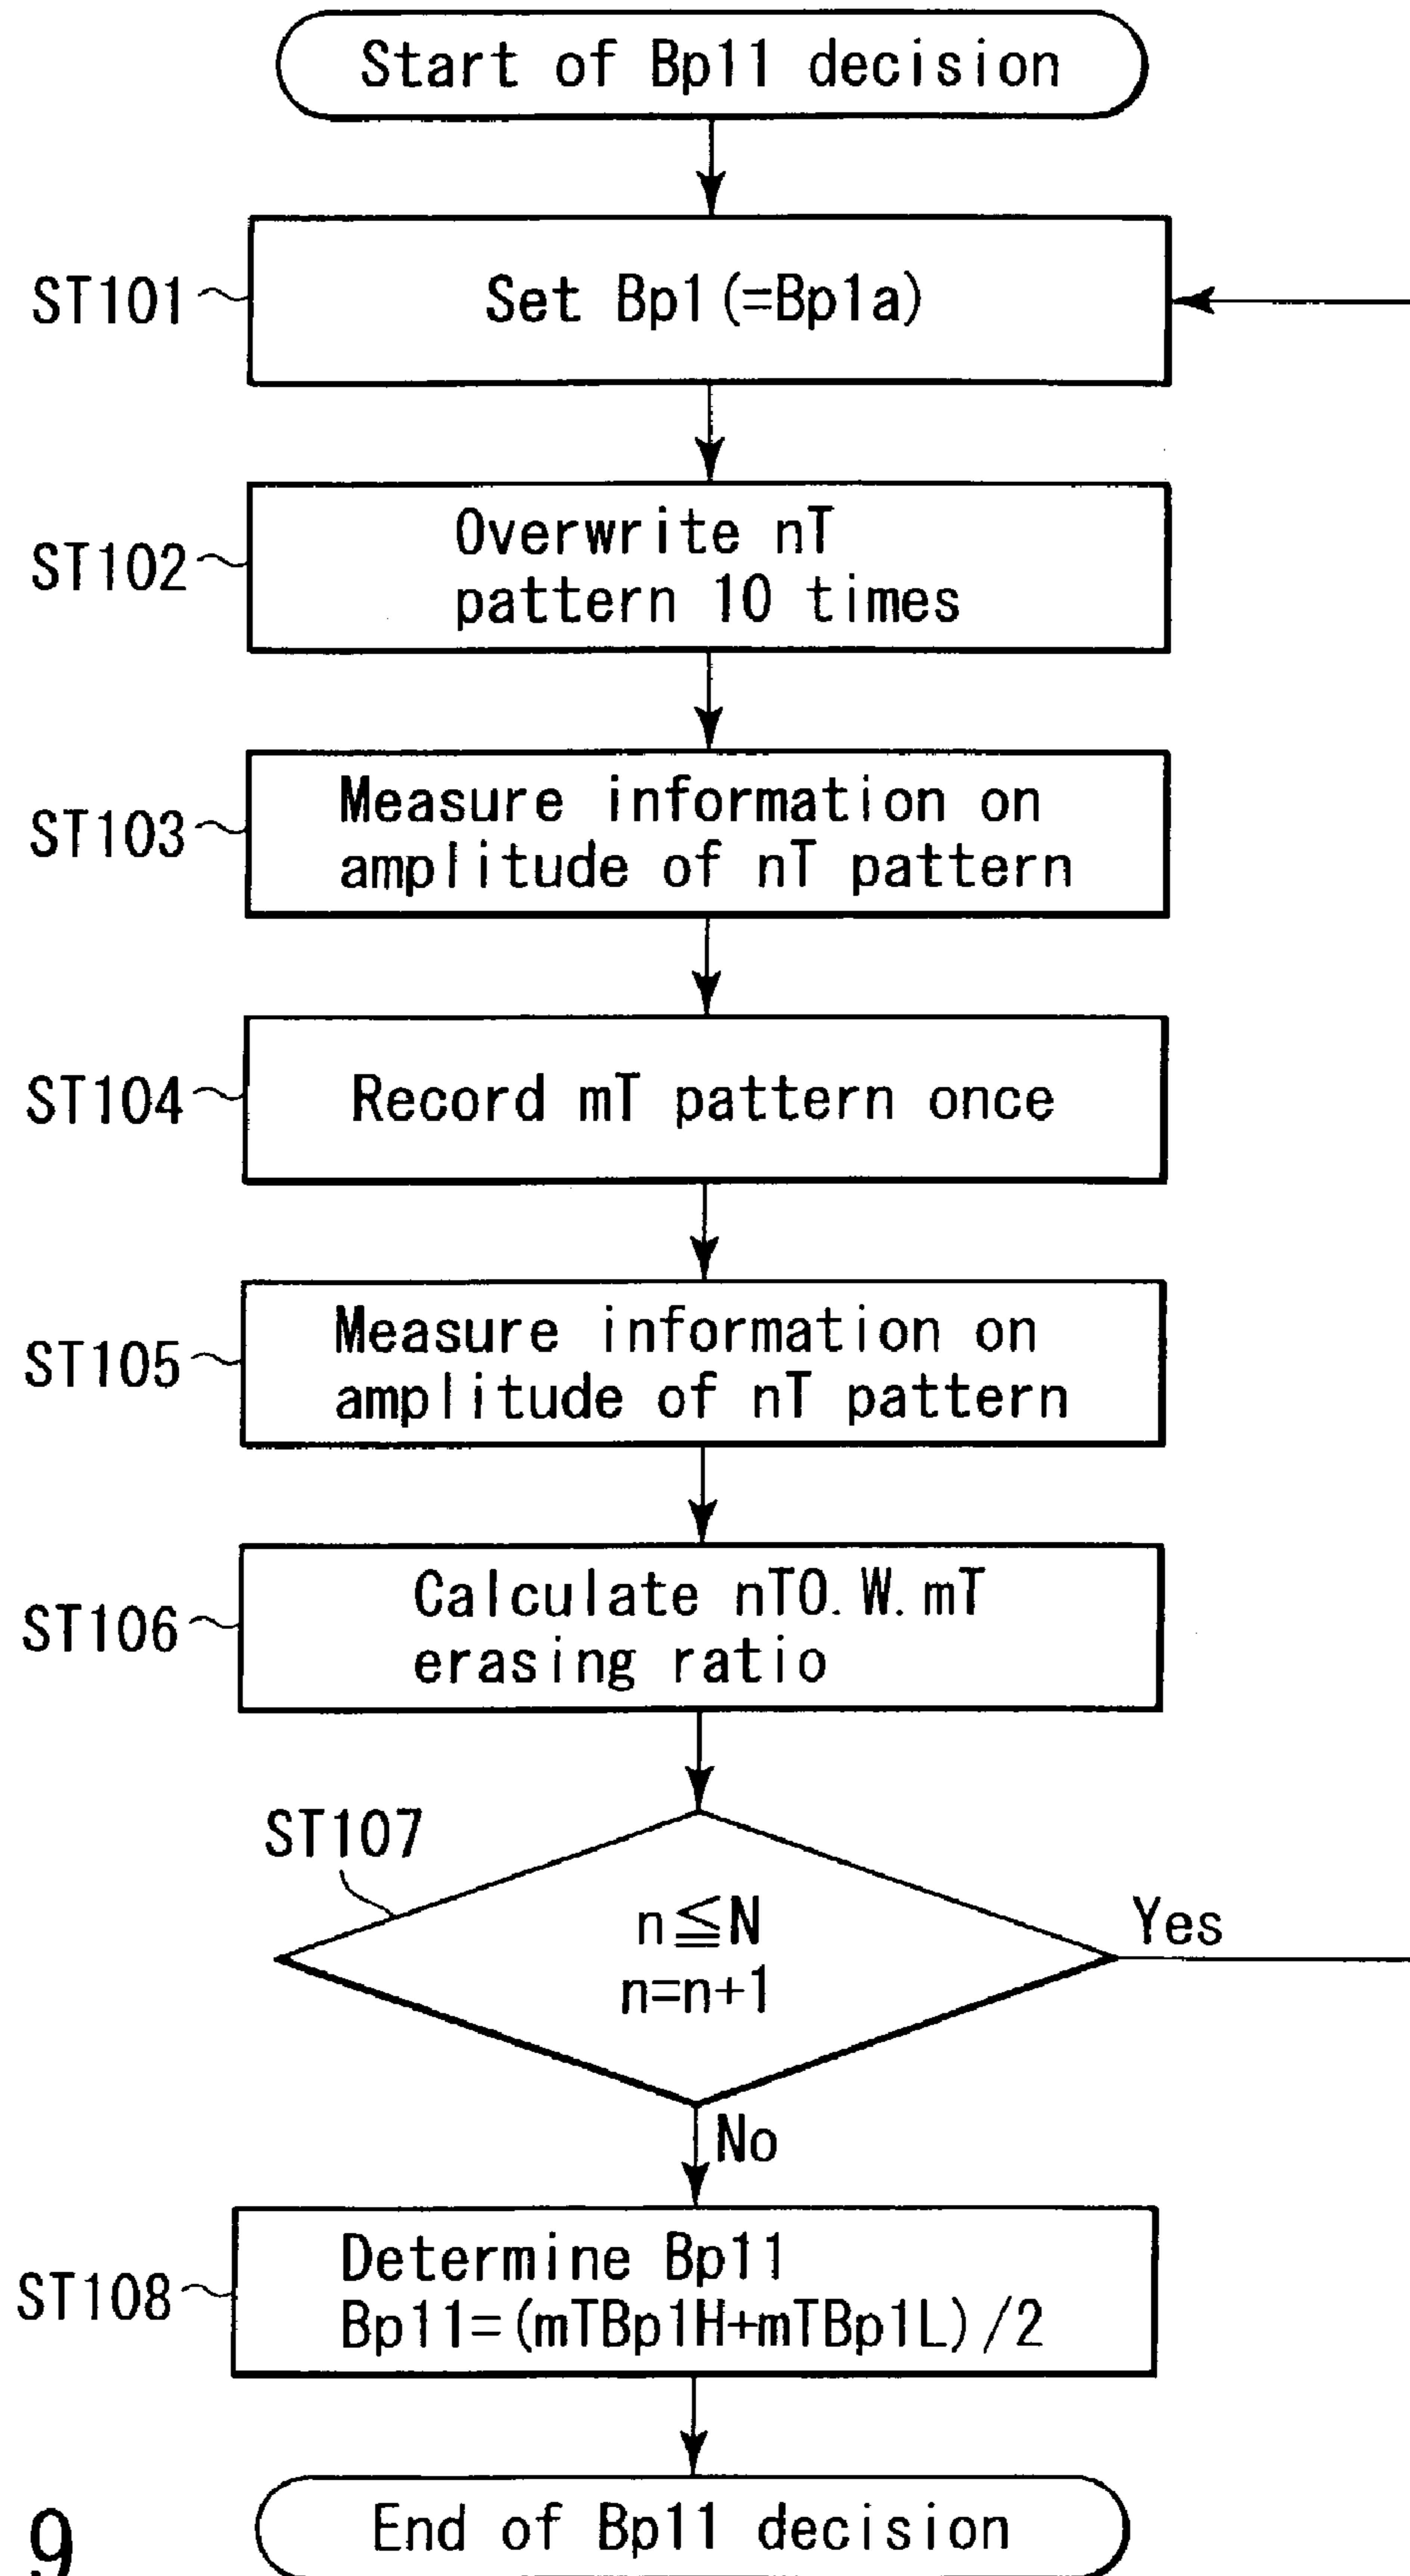 Start of Bp11 decision
ST101
Set Bp1(=Bp1a)
ST102
Overwrite nT
pattern 10 times
ST103
Measure information on
amplitude of nT pattern
ST104
Record mT pattern once
ST105
Measure information on
amplitude of nT pattern
ST106
Calculate nTO.W.mT
erasing ratio
ST107
n≦N
n=n+1
Yes
No
ST108
Determine Bp11
Bp11=(mTBp1H+mTBp1L)/2
End of Bp11 decision
9